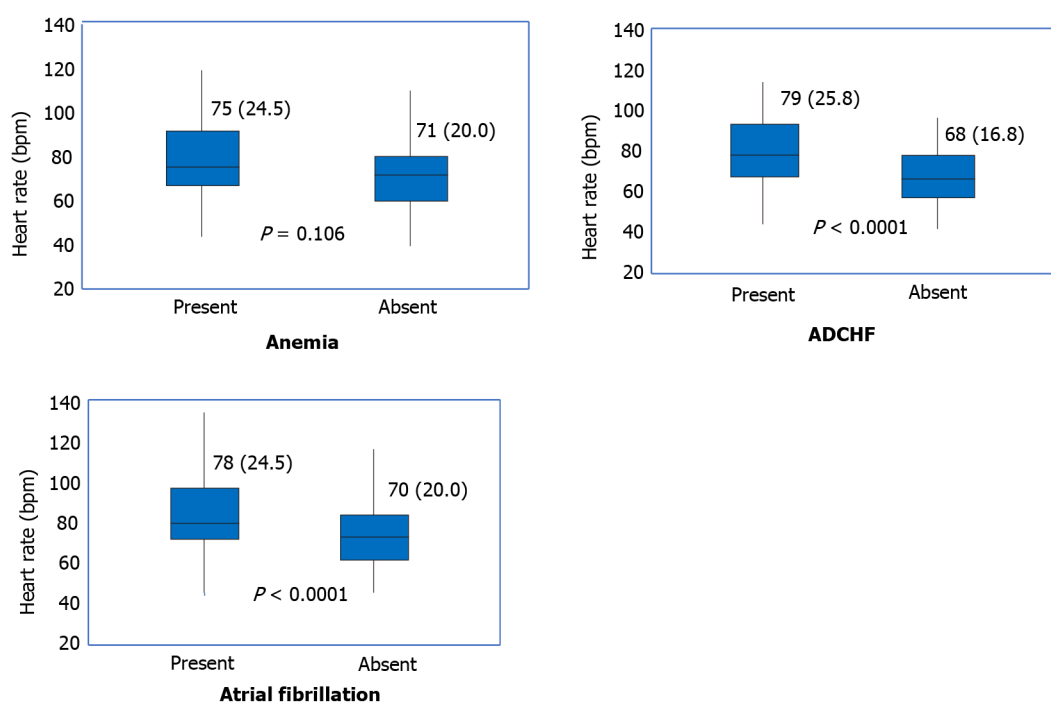 140
120
100
80
60
40
20
Heart rate (bpm)
75 (24.5)
71 (20.0)
P = 0.106
Present Absent
Anemia
140
120
100
80
60
40
20
Heart rate (bpm)
79 (25.8)
68 (16.8)
P < 0.0001
Present Absent
ADCHF
140
120
100
80
60
40
20
Heart rate (bpm)
78 (24.5)
70 (20.0)
P < 0.0001
Present Absent
Atrial fibrillation